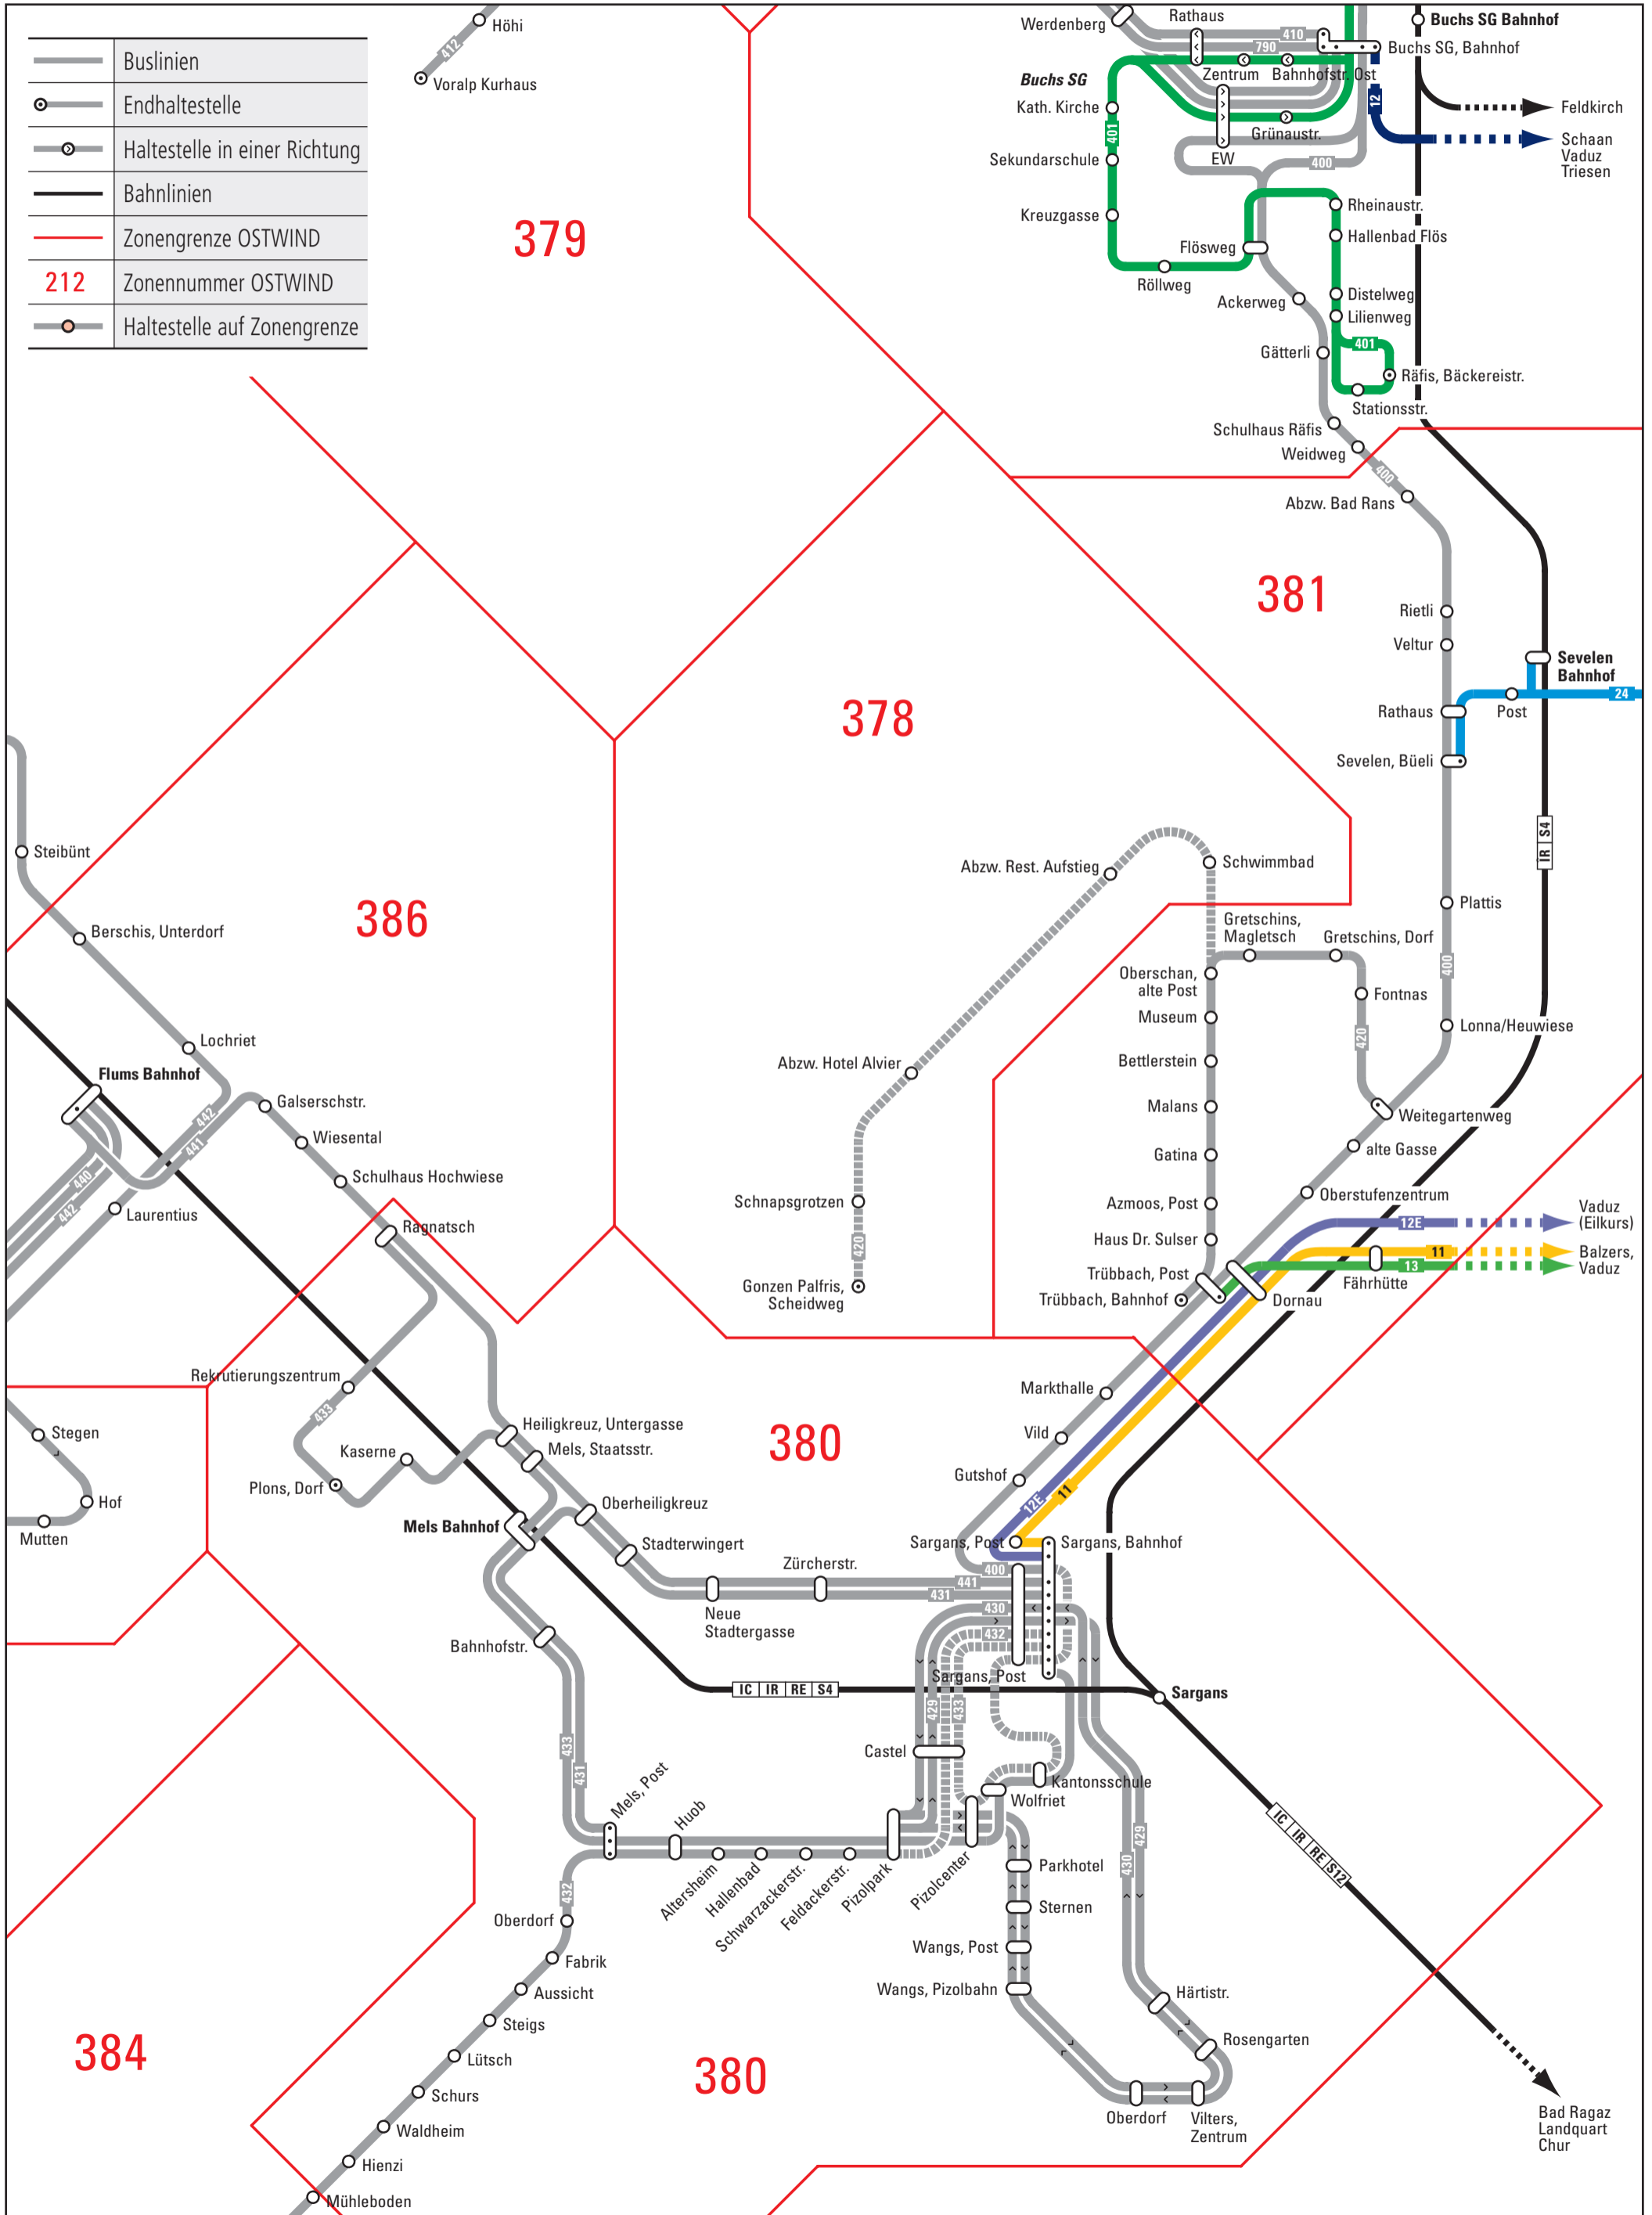 Buslinien
Endhaltestelle
Haltestelle in einer Richtung
Bahnlinien
Zonengrenze OSTWIND
212 Zonennummer OSTWIND
Haltestelle auf Zonengrenze
Höhi
412
Voralp Kurhaus
379
Werdenberg
Rathaus
410
790
Buchs SG Bahnhof
Buchs SG, Bahnhof
Zentrum
Bahnhofstr. Ost
Buchs SG
Kath. Kirche
401
12
Feldkirch
Grünaustr.
Schaan
Vaduz
Triesen
Sekundarschule
EW
400
Kreuzgasse
Rheinaustr.
Hallenbad Flös
Flösweg
Röllweg
Ackerweg
Distelweg
Lilienweg
401
Gätterli
Räfis, Bäckereistr.
Stationsstr.
Schulhaus Räfis
Weidweg
400
Abzw. Bad Rans
381
Rietli
Veltur
Sevelen
Bahnhof
24
Rathaus
Post
Sevelen, Büeli
378
IR S4
Steibünt
Abzw. Rest. Aufstieg
Schwimmbad
386
Berschis, Unterdorf
Plattis
Gretschins,
Magletsch
Gretschins, Dorf
400
Oberschan,
alte Post
Fontnas
Museum
420
Lonna/Heuwiese
Lochriet
Abzw. Hotel Alvier
Bettlerstein
Flums Bahnhof
Galserschstr.
442
441
Malans
Weitegartenweg
Wiesental
alte Gasse
Gatina
440
442
Schulhaus Hochwiese
Laurentius
Schnapsgrotzen
Azmoos, Post
Oberstufenzentrum
Ragnatsch
12E
Vaduz
(Eilkurs)
Haus Dr. Sulser
420
11
Balzers,
Vaduz
13
Trübbach, Post
Fährhütte
Gonzen Palfris,
Scheidweg
Trübbach, Bahnhof
Dornau
Rekrutierungszentrum
433
Markthalle
Heiligkreuz, Untergasse
Stegen
Vild
380
Kaserne
Mels, Staatsstr.
Gutshof
Plons, Dorf
12E
11
Hof
Oberheiligkreuz
Mels Bahnhof
Mutten
Stadterwingert
Sargans, Post
Sargans, Bahnhof
Zürcherstr.
400
441
431
Neue
Stadtergasse
430
432
Bahnhofstr.
Sargans, Post
IC IR RE S4
Sargans
429
433
433
431
Castel
Kantonsschule
Wolfriet
Mels, Post
Huob
IC IR RE S12
429
430
Parkhotel
Altersheim
Hallenbad
Schwarzackerstr.
Feldackerstr.
Pizolpark
Pizolcenter
432
Sternen
Oberdorf
Wangs, Post
Fabrik
Wangs, Pizolbahn
Aussicht
Härtistr.
Steigs
Rosengarten
384
380
Lütsch
Schurs
Oberdorf
Vilters,
Zentrum
Bad Ragaz
Landquart
Chur
Waldheim
Hienzi
Mühleboden